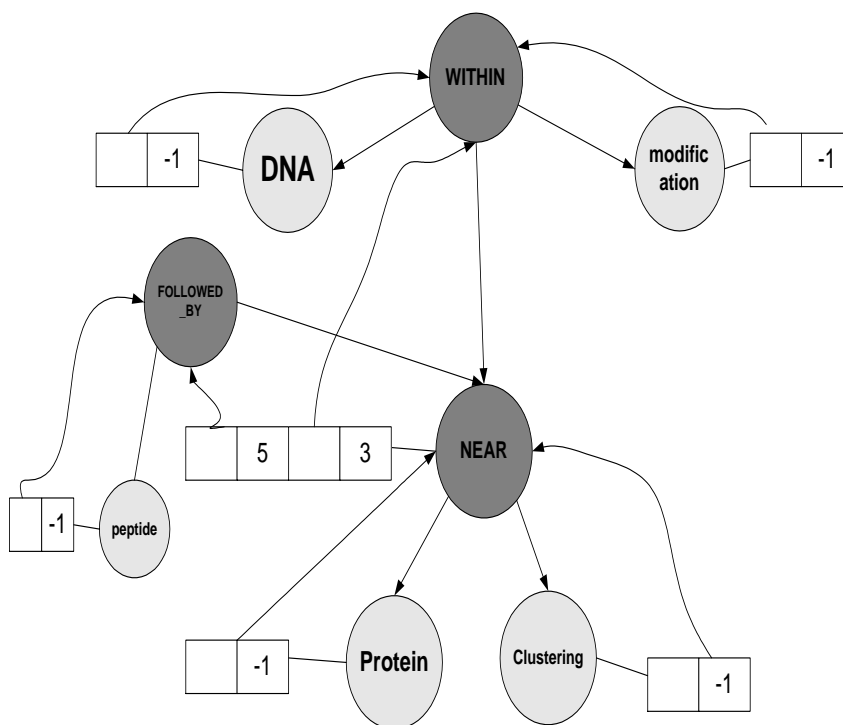 WITHIN
-1
DNA
modific
ation
-1
FOLLOWED
_BY
5
3
NEAR
-1
peptide
-1
Protein
Clustering
-1